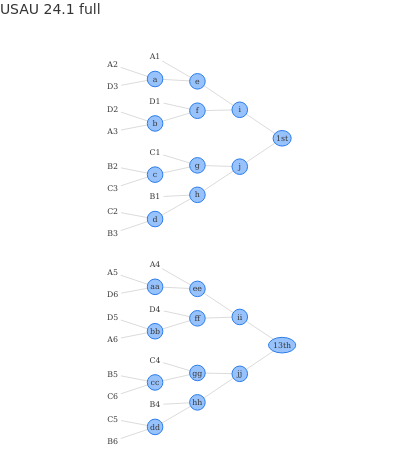 USAU 24.1 full
A1
A2
a
e
D3
D1
D2
f
i
b
A3
1st
C1
B2
g
j
c
C3
B1
h
C2
d
B3
A4
A5
aa
ee
D6
D4
D5
ff
ii
bb
A6
13th
C4
B5
gg
jj
cc
C6
B4
hh
C5
dd
B6